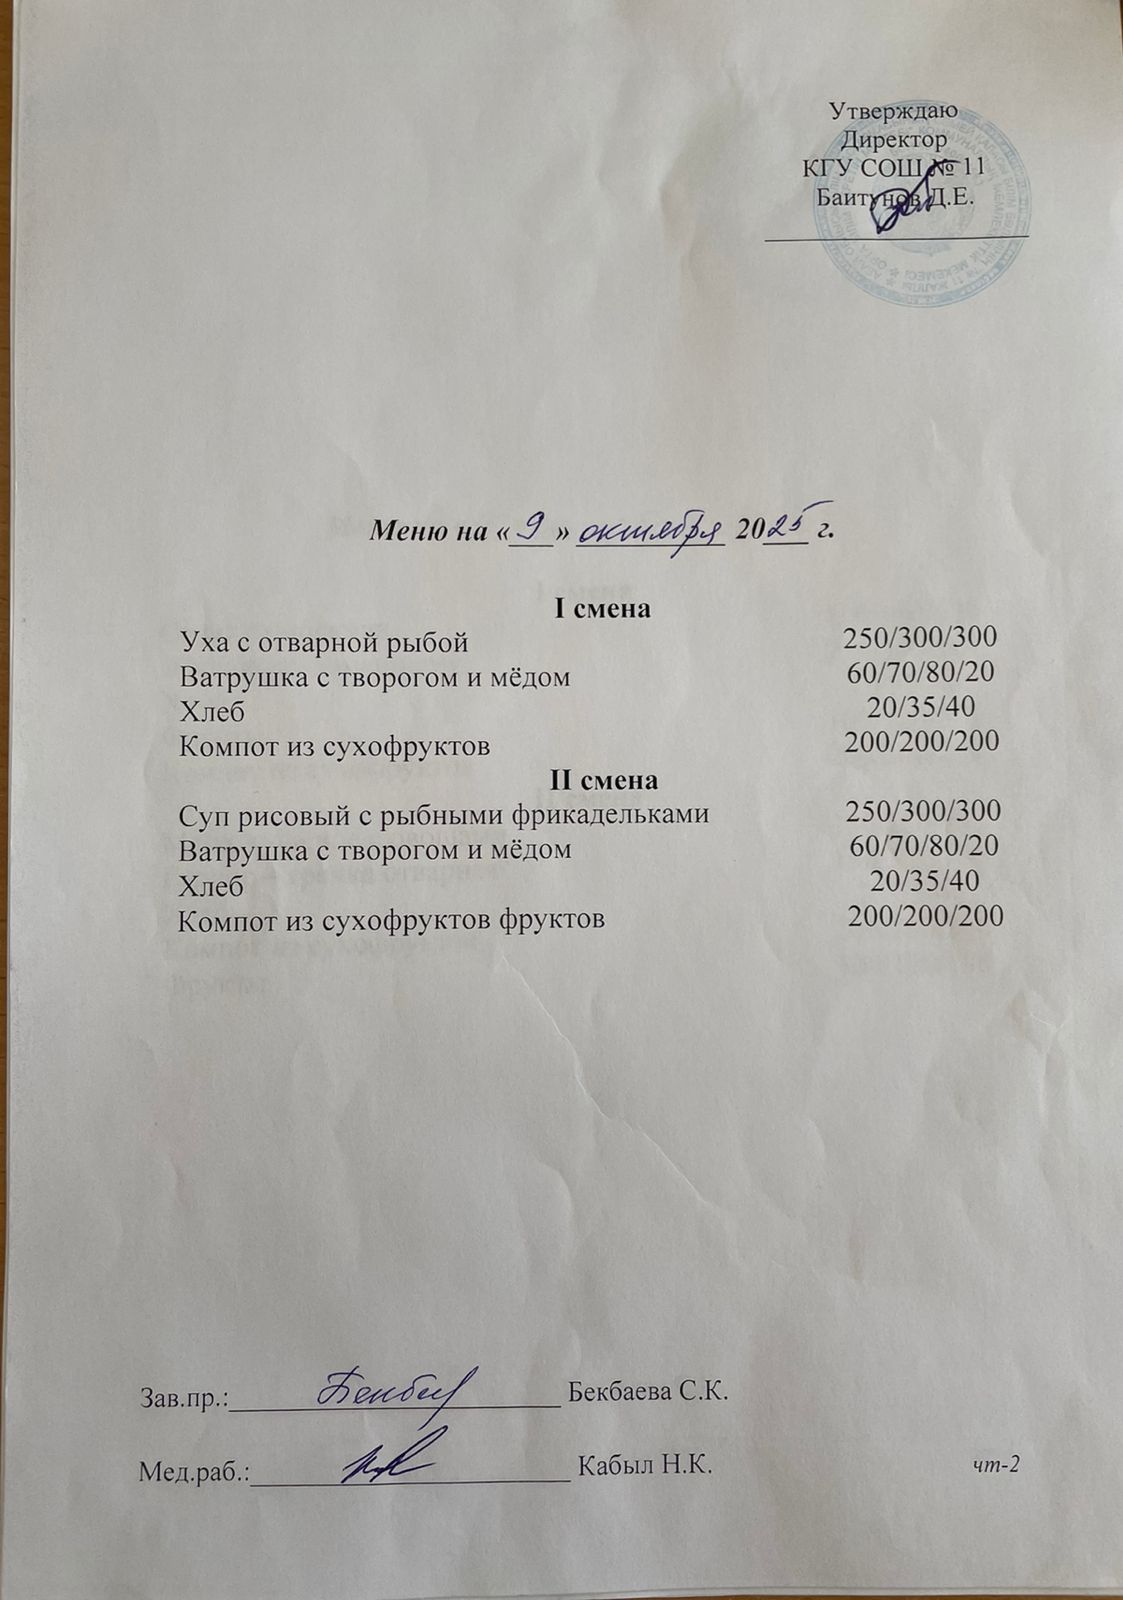 Утверждаю
Директор
КГУ СОШ № 11
Баитунов Д.Е.
Меню на «9» октября 2025 г.
I смена
Уха с отварной рыбой 250/300/300
Ватрушка с творогом и мёдом 60/70/80/20
Хлеб 20/35/40
Компот из сухофруктов 200/200/200
II смена
Суп рисовый с рыбными фрикадельками 250/300/300
Ватрушка с творогом и мёдом 60/70/80/20
Хлеб 20/35/40
Компот из сухофруктов фруктов 200/200/200
Зав.пр.: Бекбаева С.К.
Мед.раб.: Кабыл Н.К.
чт-2